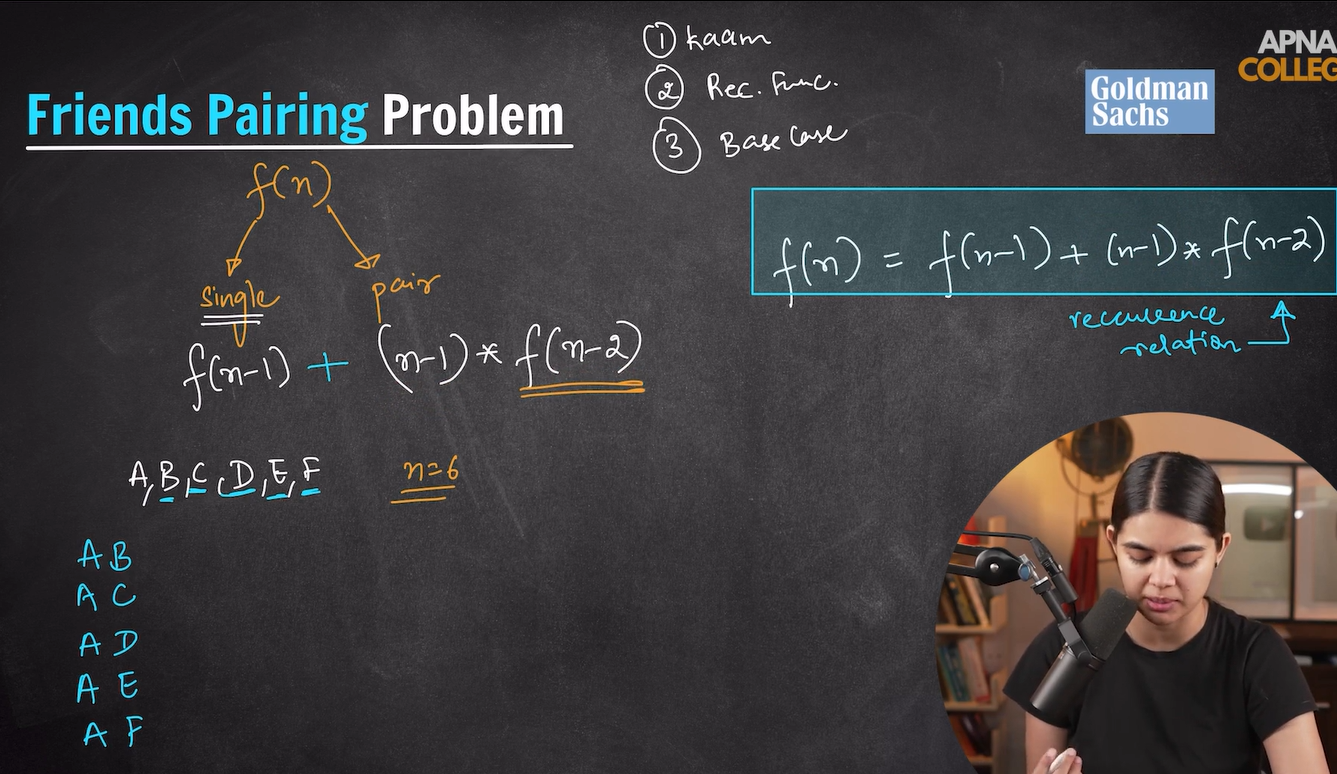 ① Kaam
② Rec. Func.
③ Base Case
APNA
COLLEG
Goldman
Sachs
Friends Pairing Problem
f(n)
single
pair
f(n-1) + (n-1) * f(n-2)
f(n) = f(n-1) + (n-1) * f(n-2)
reccurence
relation
A, B, C, D, E, F
n=6
A B
A C
A D
A E
A F